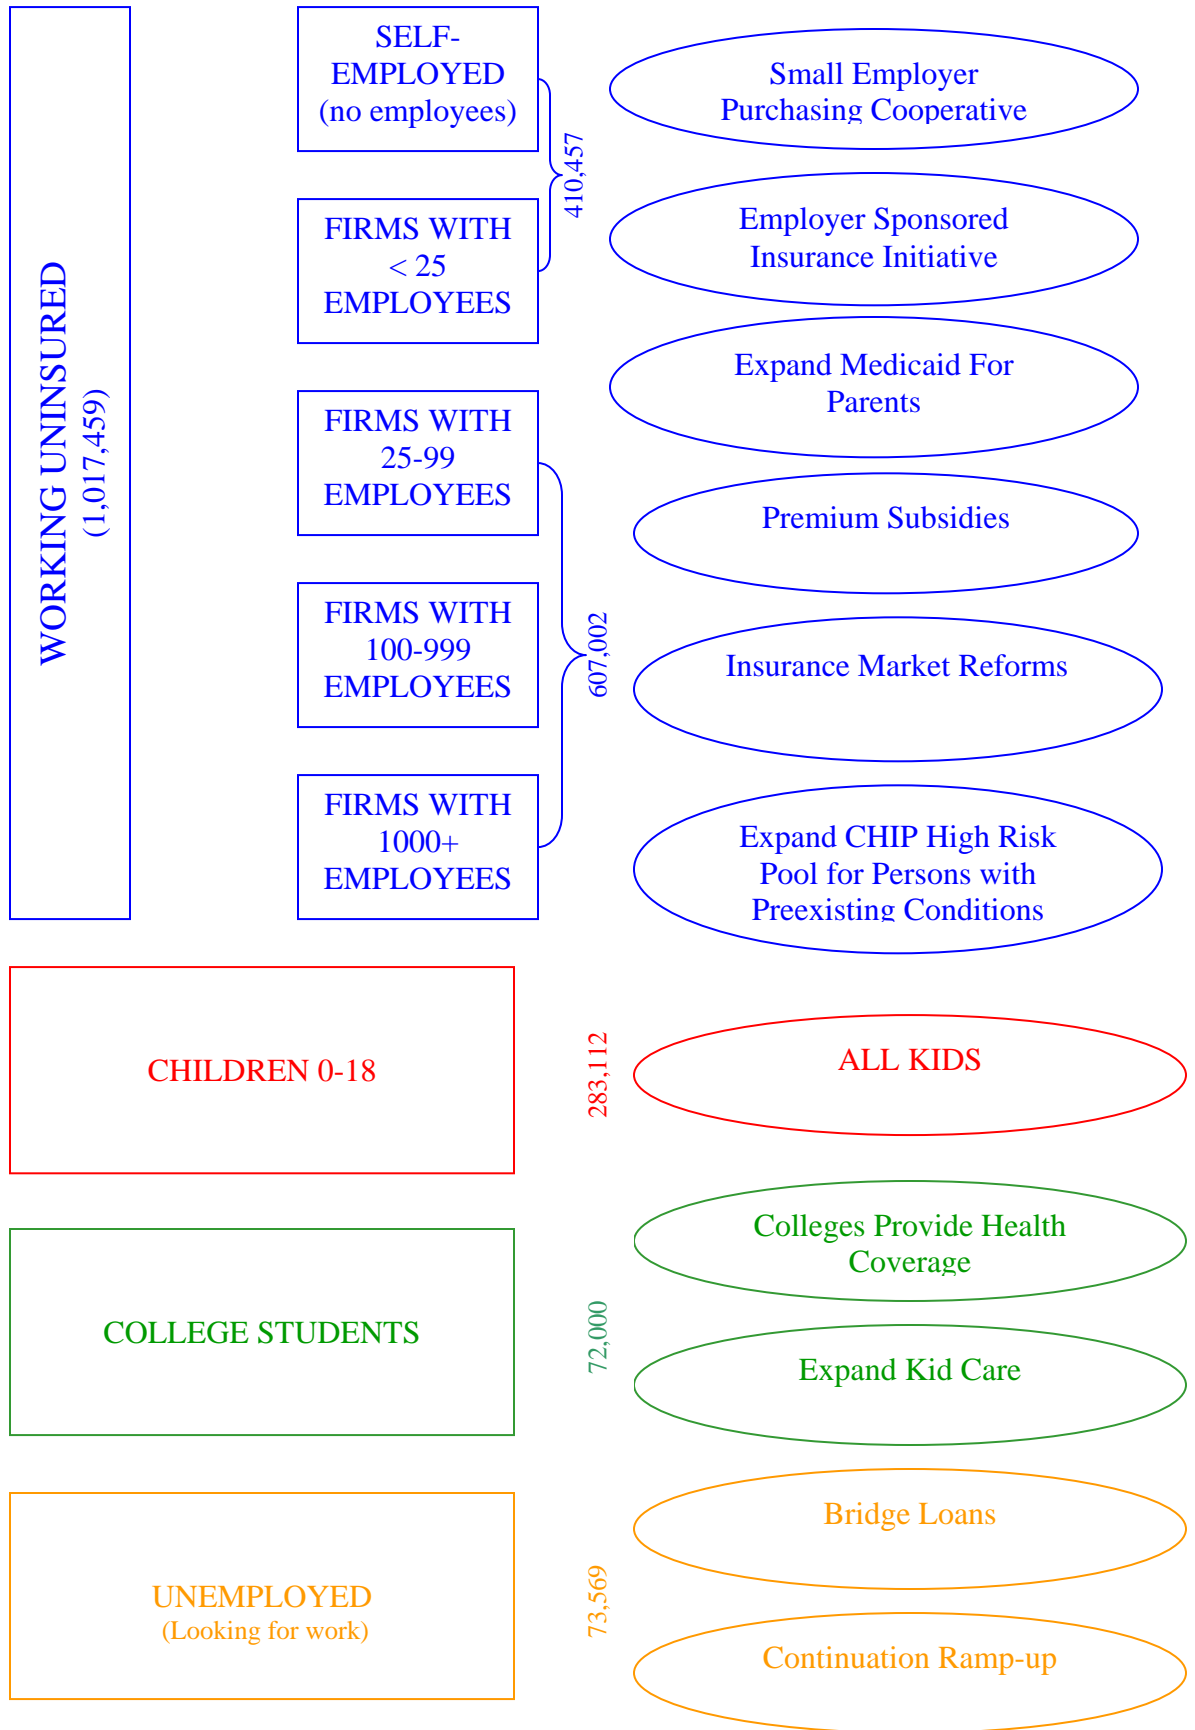 WORKING UNINSURED
(1,017,459)
SELF-
EMPLOYED
(no employees)
FIRMS WITH
< 25
EMPLOYEES
410,457
FIRMS WITH
25-99
EMPLOYEES
FIRMS WITH
100-999
EMPLOYEES
FIRMS WITH
1000+
EMPLOYEES
607,002
Small Employer
Purchasing Cooperative
Employer Sponsored
Insurance Initiative
Expand Medicaid For
Parents
Premium Subsidies
Insurance Market Reforms
Expand CHIP High Risk
Pool for Persons with
Preexisting Conditions
CHILDREN 0-18
283,112
ALL KIDS
COLLEGE STUDENTS
72,000
Colleges Provide Health
Coverage
Expand Kid Care
UNEMPLOYED
(Looking for work)
73,569
Bridge Loans
Continuation Ramp-up